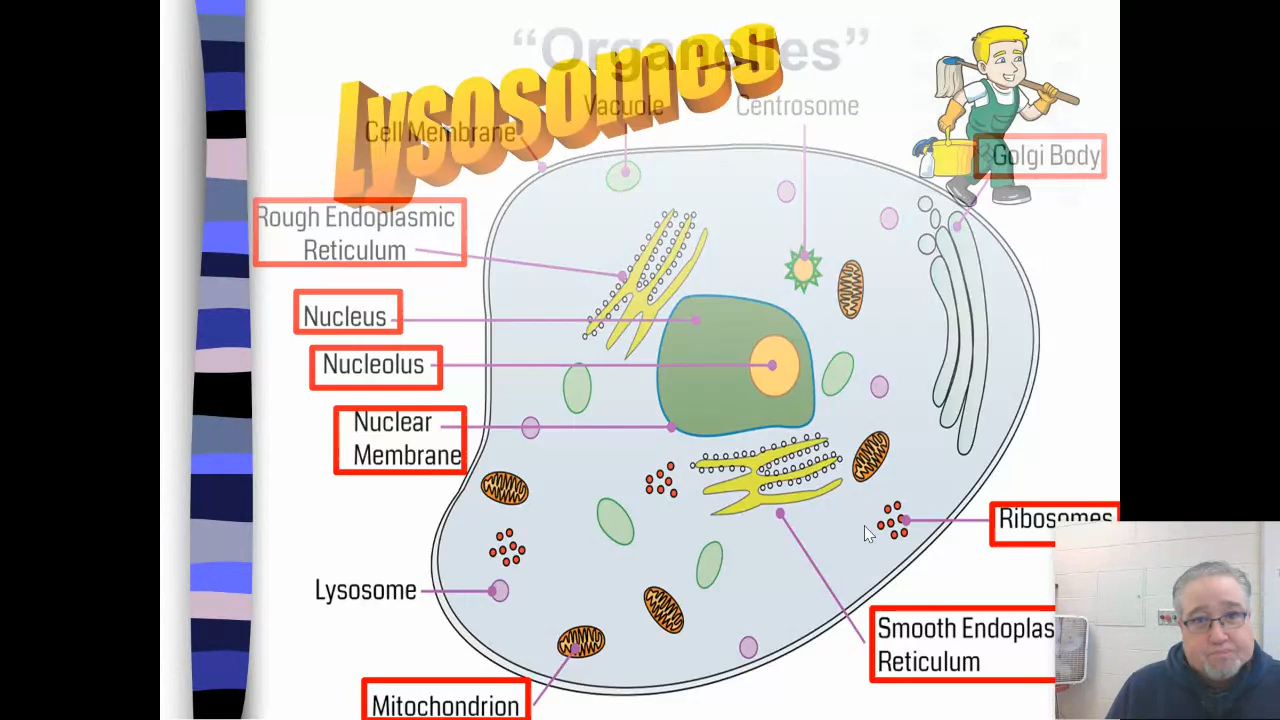 “Organelles”
Lysosomes
Vacuole
Centrosome
Cell Membrane
Golgi Body
Rough Endoplasmic
Reticulum
Nucleus
Nucleolus
Nuclear
Membrane
Ribosomes
Lysosome
Smooth Endoplas
Reticulum
Mitochondrion